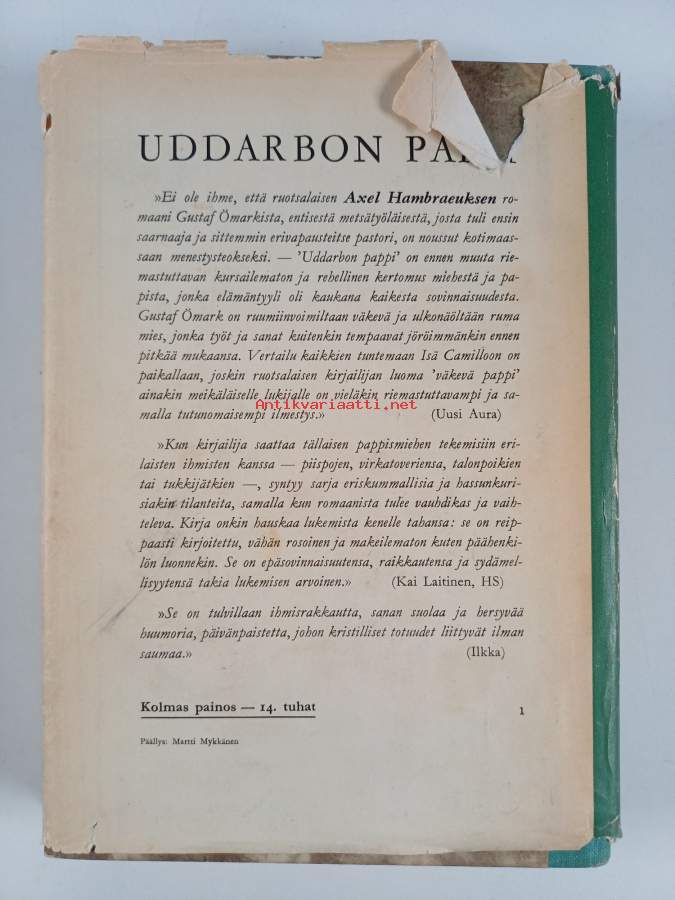 UDDARBON PA
»Ei ole ihme, että ruotsalaisen Axel Hambraeuksen ro-
maani Gustaf Ömarkista, entisestä metsätyöläisestä, josta tuli ensin
saarnaaja ja sittemmin erivapausteitse pastori, on noussut kotimaas-
saan menestysteokseksi. — 'Uddarbon pappi' on ennen muuta rie-
mastuttavan kursailematon ja rehellinen kertomus miehestä ja pa-
pista, jonka elämäntyyli oli kaukana kaikesta sovinnaisuudesta.
Gustaf Ömark on ruumiinvoimiltaan väkevä ja ulkonäöltään ruma
mies, jonka työt ja sanat kuitenkin tempaavat jöröimmänkin ennen
pitkää mukaansa. Vertailu kaikkien tuntemaan Isä Camilloon on
paikallaan, joskin ruotsalaisen kirjailijan luoma 'väkevä pappi'
ainakin meikäläiselle lukijalle on vieläkin riemastuttavampi ja sa-
Antikvariaatti.net
malla tutunomaisempi ilmestys.» (Uusi Aura)
»Kun kirjailija saattaa tällaisen pappismiehen tekemisiin eri-
laisten ihmisten kanssa — piispojen, virkatoveriensa, talonpoikien
tai tukkijätkien —, syntyy sarja eriskummallisia ja hassunkuri-
siakin tilanteita, samalla kun romaanista tulee vauhdikas ja vaih-
televa. Kirja onkin hauskaa lukemista kenelle tahansa: se on reip-
paasti kirjoitettu, vähän rosoinen ja makeilematon kuten päähenki-
lön luonnekin. Se on epäsovinnaisuutensa, raikkautensa ja sydämel-
lisyytensä takia lukemisen arvoinen.» (Kai Laitinen, HS)
»Se on tulvillaan ihmisrakkautta, sanan suolaa ja hersyvää
huumoria, päivänpaistetta, johon kristilliset totuudet liittyvät ilman
saumaa.» (Ilkka)
Kolmas painos — 14. tuhat 1
Päällys: Martti Mykkänen